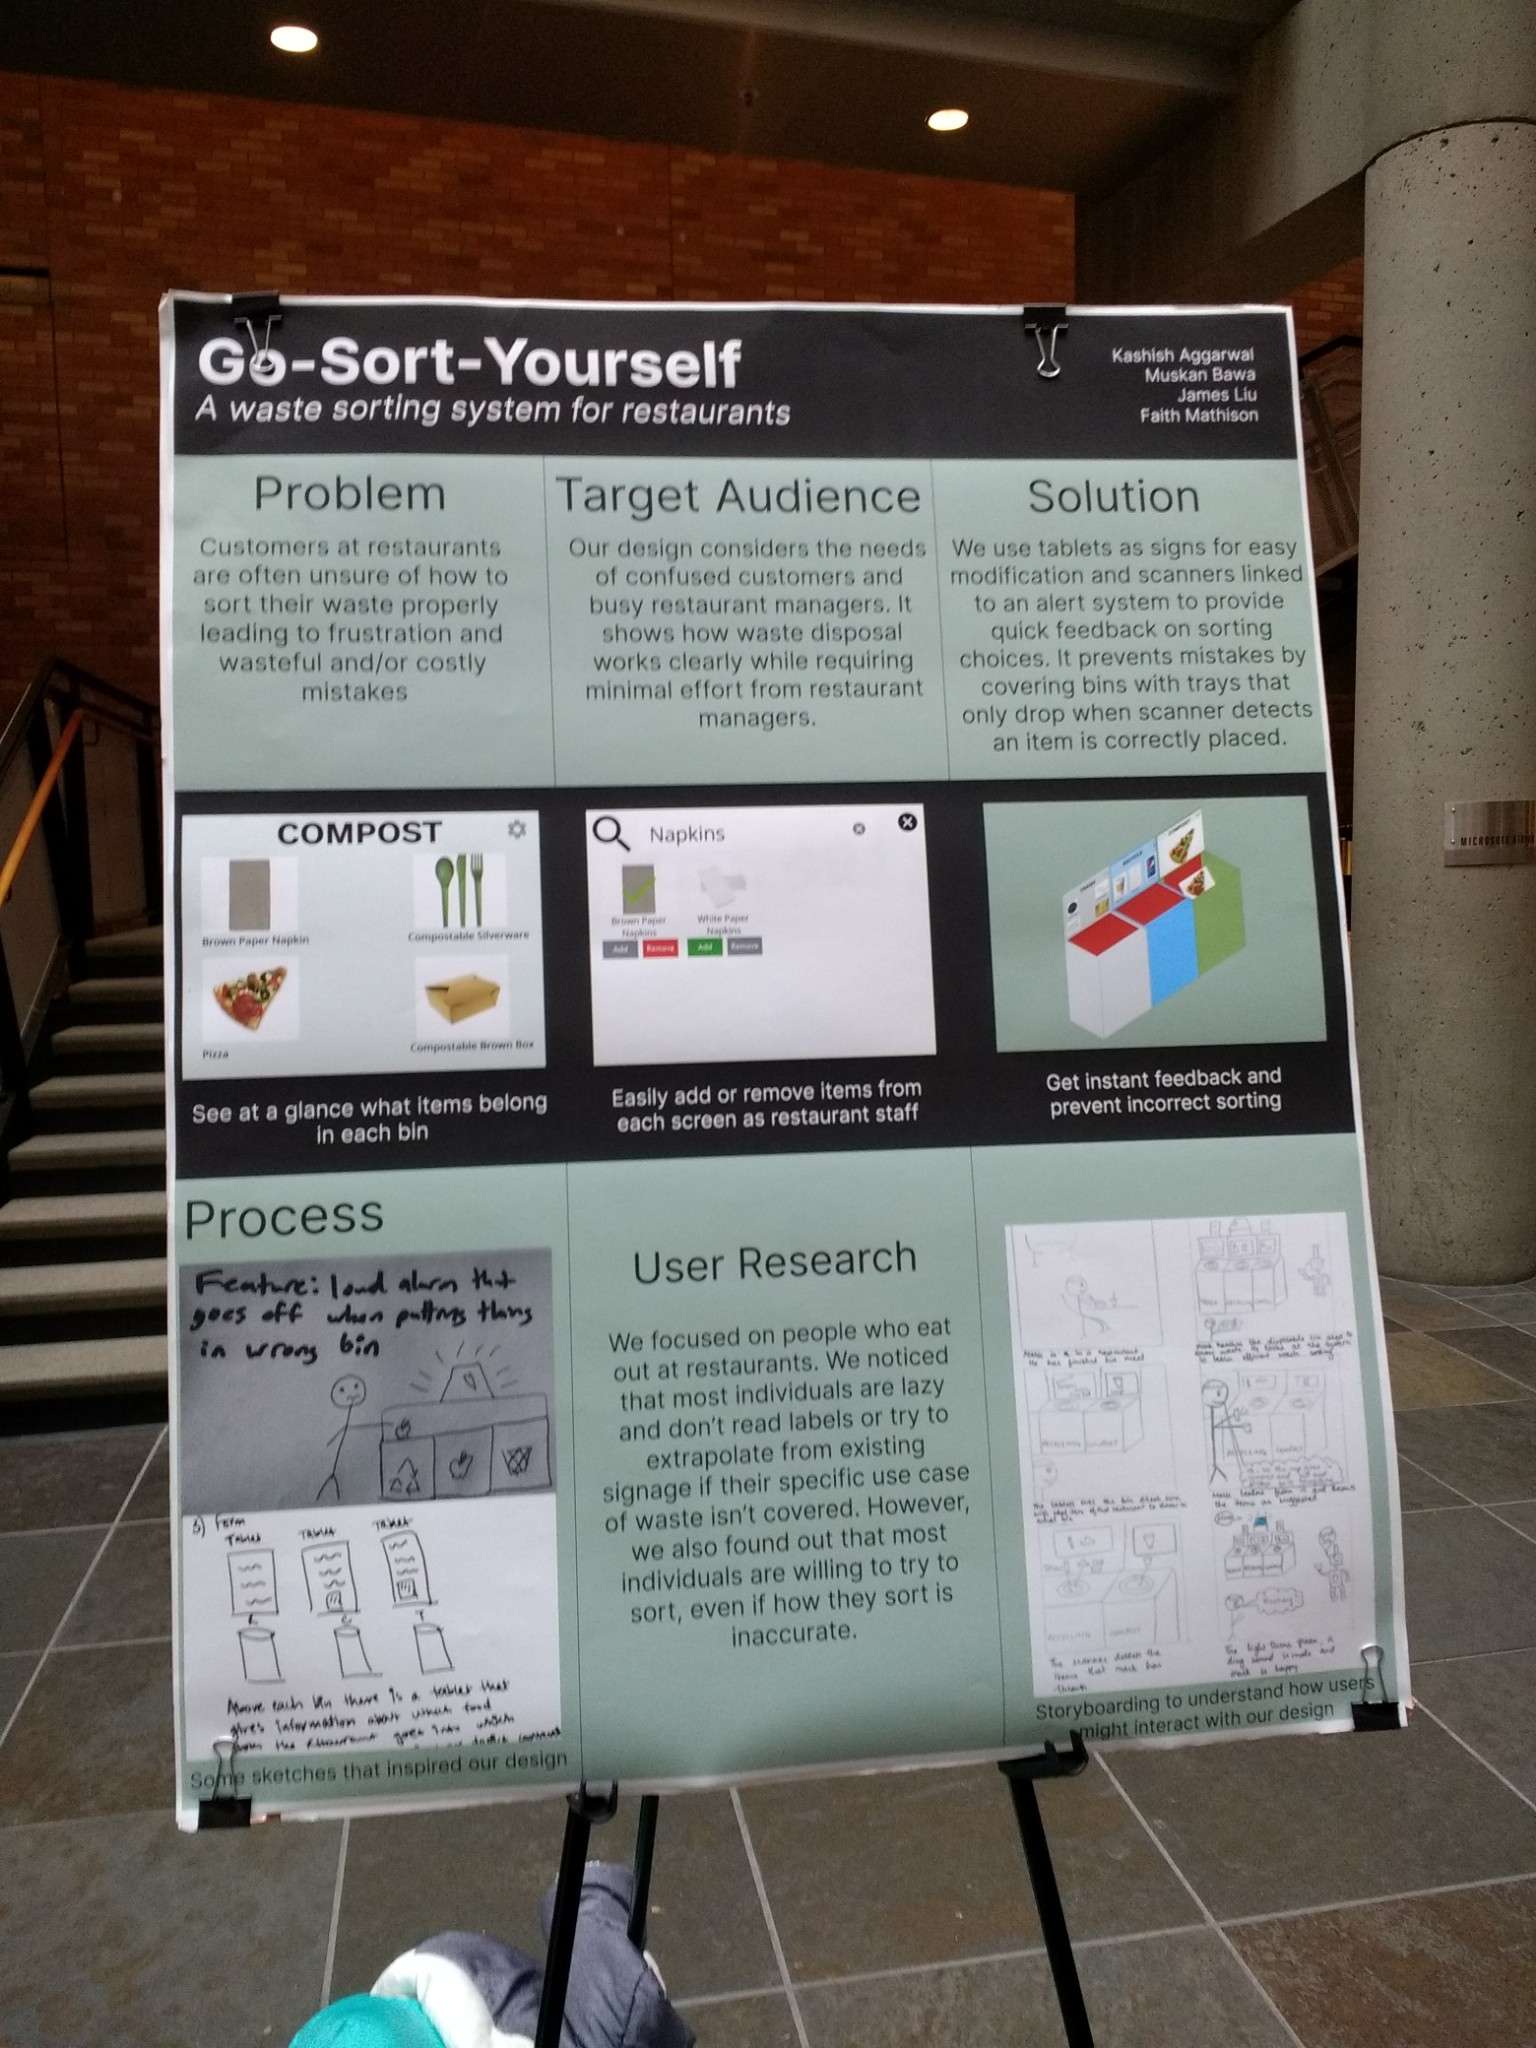 Go-Sort-Yourself
A waste sorting system for restaurants
Kashish Aggarwal
Muskan Bawa
James Liu
Faith Mathison
Problem
Customers at restaurants
are often unsure of how to
sort their waste properly
leading to frustration and
wasteful and/or costly
mistakes
Target Audience
Our design considers the needs
of confused customers and
busy restaurant managers. It
shows how waste disposal
works clearly while requiring
minimal effort from restaurant
managers.
Solution
We use tablets as signs for easy
modification and scanners linked
to an alert system to provide
quick feedback on sorting
choices. It prevents mistakes by
covering bins with trays that
only drop when scanner detects
an item is correctly placed.
COMPOST
Brown Paper Napkin
Compostable Silverware
Pizza
Compostable Brown Box
See at a glance what items belong
in each bin
Napkins
Brown Paper
Napkins
White Paper
Napkins
Add
Remove
Add
Remove
Easily add or remove items from
each screen as restaurant staff
Get instant feedback and
prevent incorrect sorting
Process
Feature: loud alarm that
goes off when putting thing
in wrong bin
Form
Tablet
Tablet
Tablet
Above each bin there is a tablet that
gives information about which food
from the restaurant goes into which
Some sketches that inspired our design
User Research
We focused on people who eat
out at restaurants. We noticed
that most individuals are lazy
and don't read labels or try to
extrapolate from existing
signage if their specific use case
of waste isn't covered. However,
we also found out that most
individuals are willing to try to
sort, even if how they sort is
inaccurate.
Storyboarding to understand how users
might interact with our design